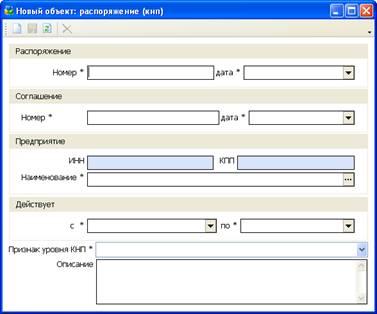 Новый объект: распоряжение (кнп)
Распоряжение
Номер * дата *
Соглашение
Номер * дата *
Предприятие
ИНН КПП
Наименование * ...
Действует
с * по *
Признак уровня КНП *
Описание